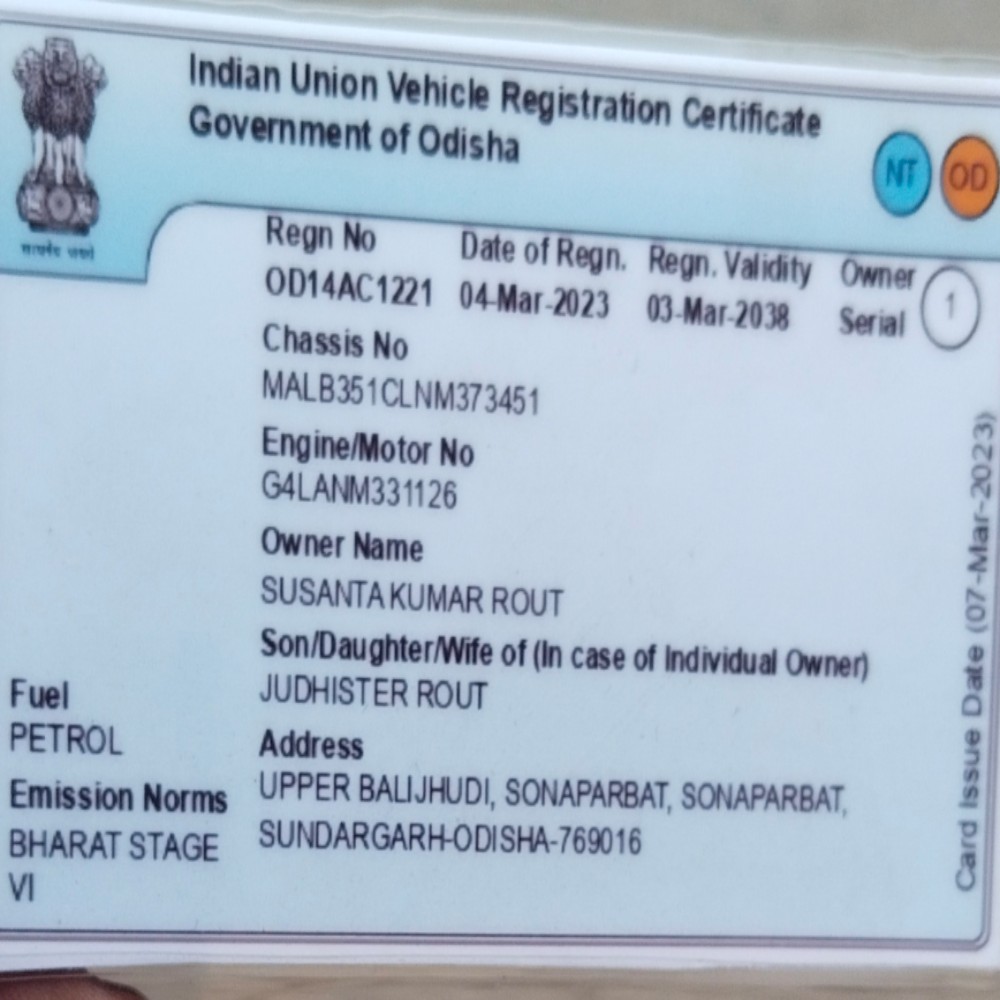 Indian Union Vehicle Registration Certificate
Government of Odisha
NT OD
Regn No Date of Regn. Regn. Validity Owner Serial 1
OD14AC1221 04-Mar-2023 03-Mar-2038
Chassis No
MALB351CLNM373451
Engine/Motor No
G4LANM331126
Owner Name
SUSANTA KUMAR ROUT
Son/Daughter/Wife of (In case of Individual Owner)
JUDHISTER ROUT
Address
UPPER BALIJHUDI, SONAPARBAT, SONAPARBAT,
SUNDARGARH-ODISHA-769016
Fuel
PETROL
Emission Norms
BHARAT STAGE
VI
Card Issue Date (07-Mar-2023)